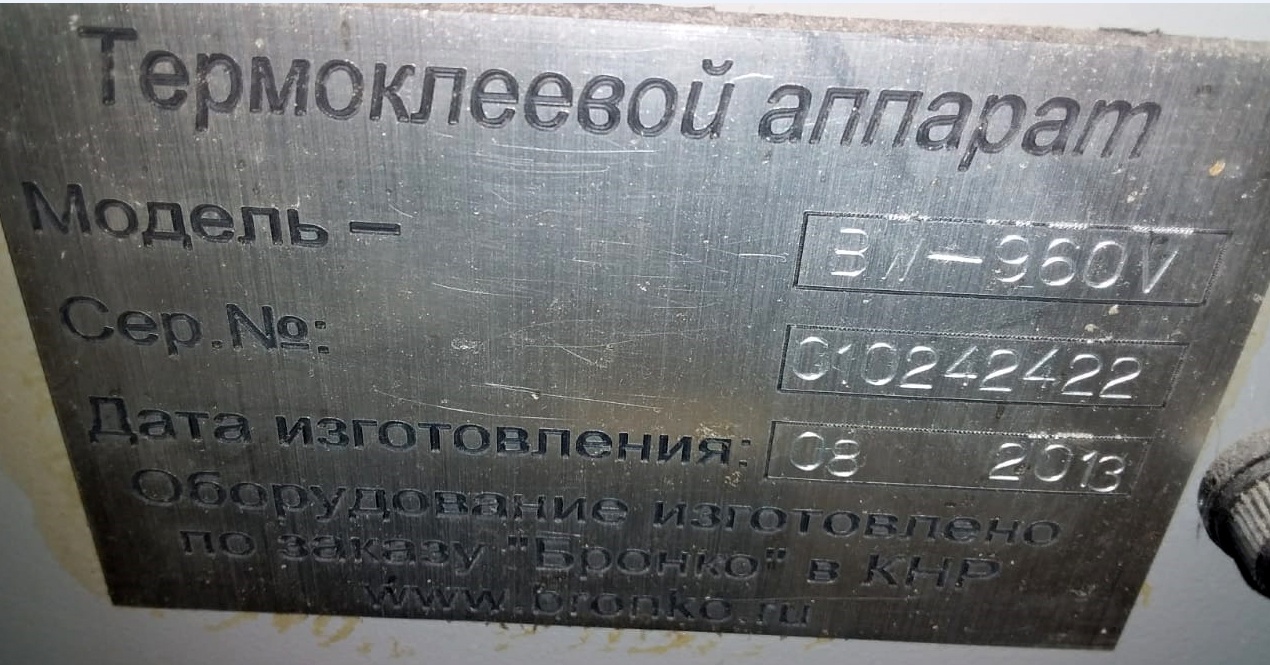 Термоклеевой аппарат
Модель – BW-960V
Сер.№: 010242422
Дата изготовления: 08 2013
Оборудование изготовлено
по заказу "Бронко" в КНР
www.bronko.ru